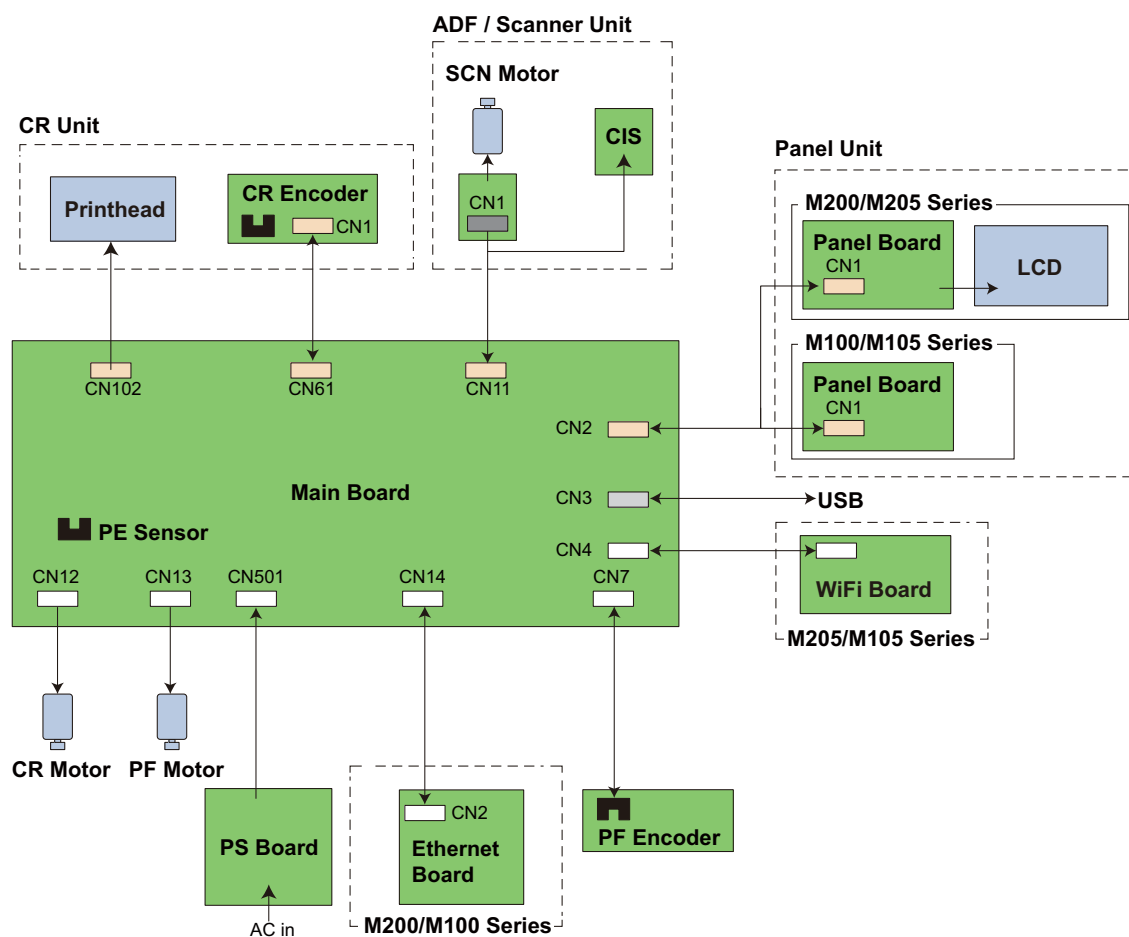 ADF / Scanner Unit
SCN Motor
CIS
CN1
CR Unit
Printhead
CR Encoder
CN1
Panel Unit
M200/M205 Series
Panel Board
CN1
LCD
M100/M105 Series
Panel Board
CN1
CN102
CN61
CN11
CN2
Main Board
CN3
USB
PE Sensor
CN4
WiFi Board
M205/M105 Series
CN12
CN13
CN501
CN14
CN7
CR Motor
PF Motor
PS Board
AC in
CN2
Ethernet
Board
M200/M100 Series
PF Encoder